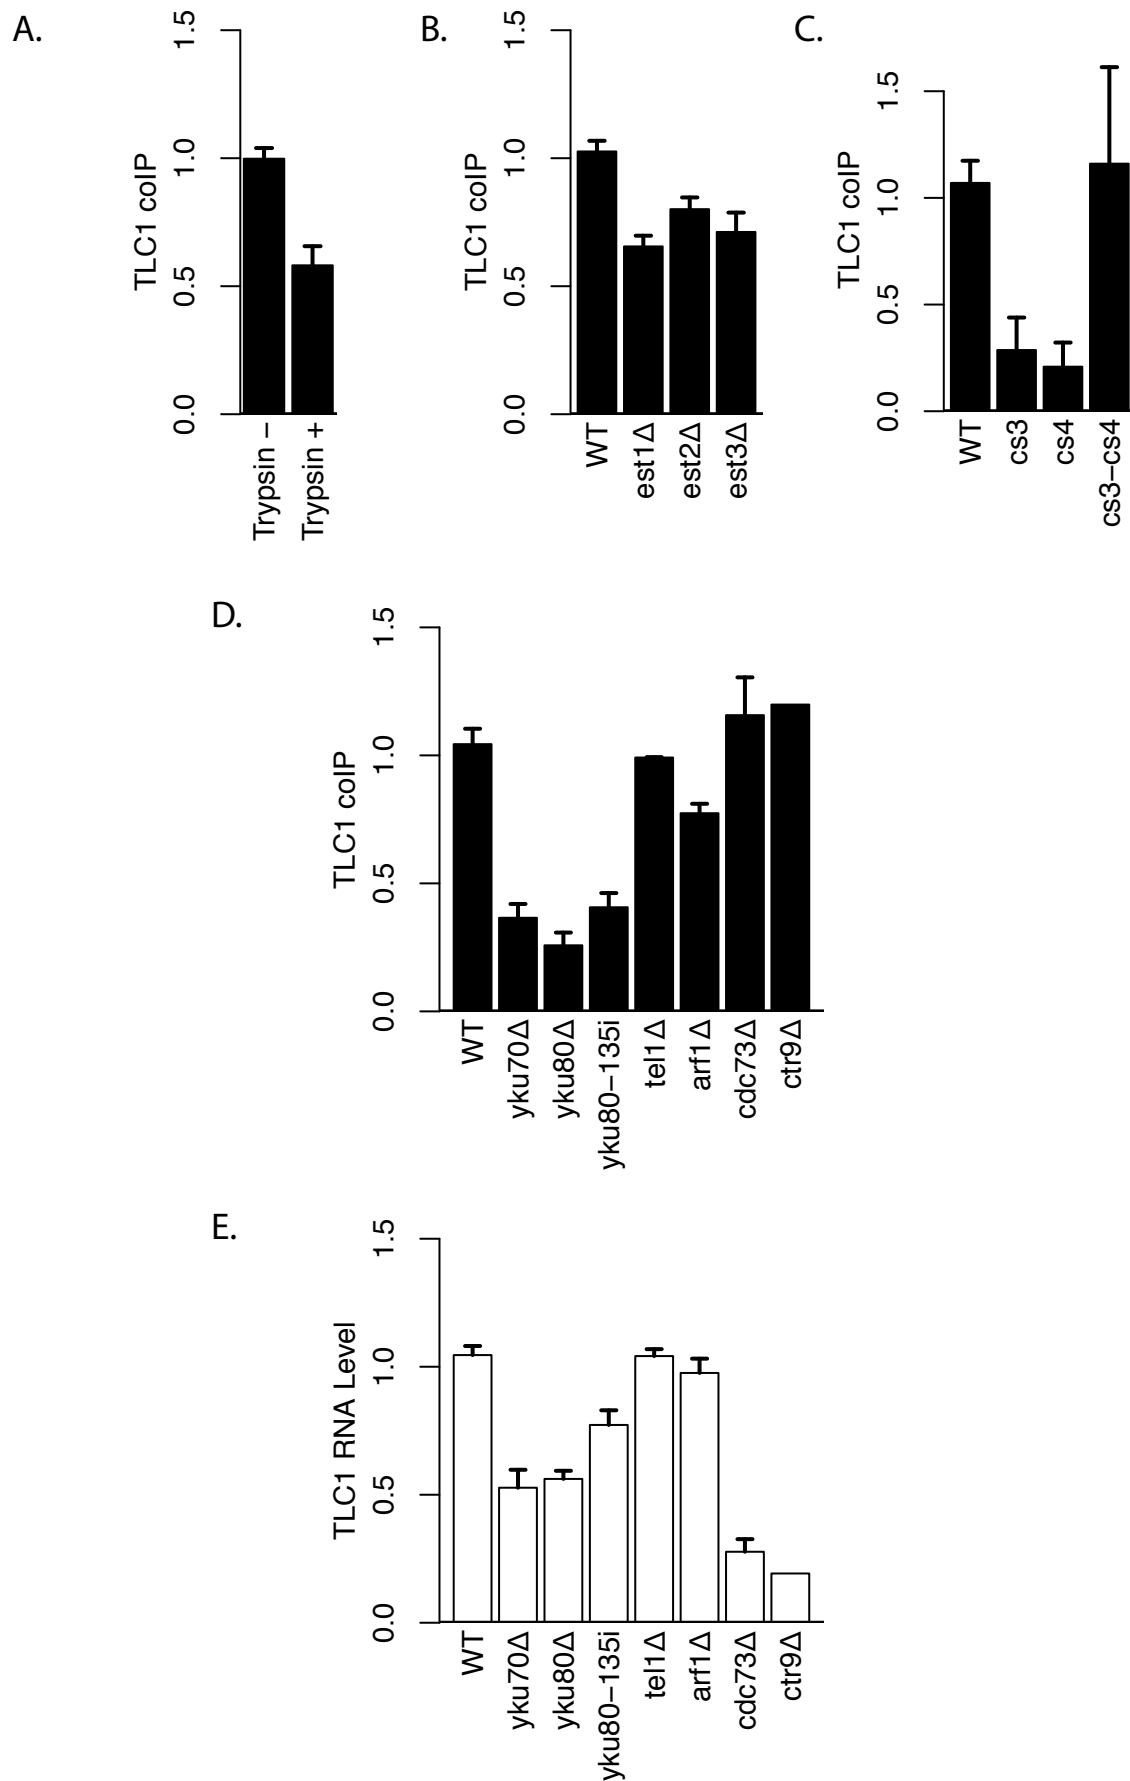 A.
TLC1 coIP
0.0 0.5 1.0 1.5
Trypsin −
Trypsin +
B.
TLC1 coIP
0.0 0.5 1.0 1.5
WT
est1Δ
est2Δ
est3Δ
C.
TLC1 coIP
0.0 0.5 1.0 1.5
WT
cs3
cs4
cs3−cs4
D.
TLC1 coIP
0.0 0.5 1.0 1.5
WT
yku70Δ
yku80Δ
yku80−135i
tel1Δ
arf1Δ
cdc73Δ
ctr9Δ
E.
TLC1 RNA Level
0.0 0.5 1.0 1.5
WT
yku70Δ
yku80Δ
yku80−135i
tel1Δ
arf1Δ
cdc73Δ
ctr9Δ